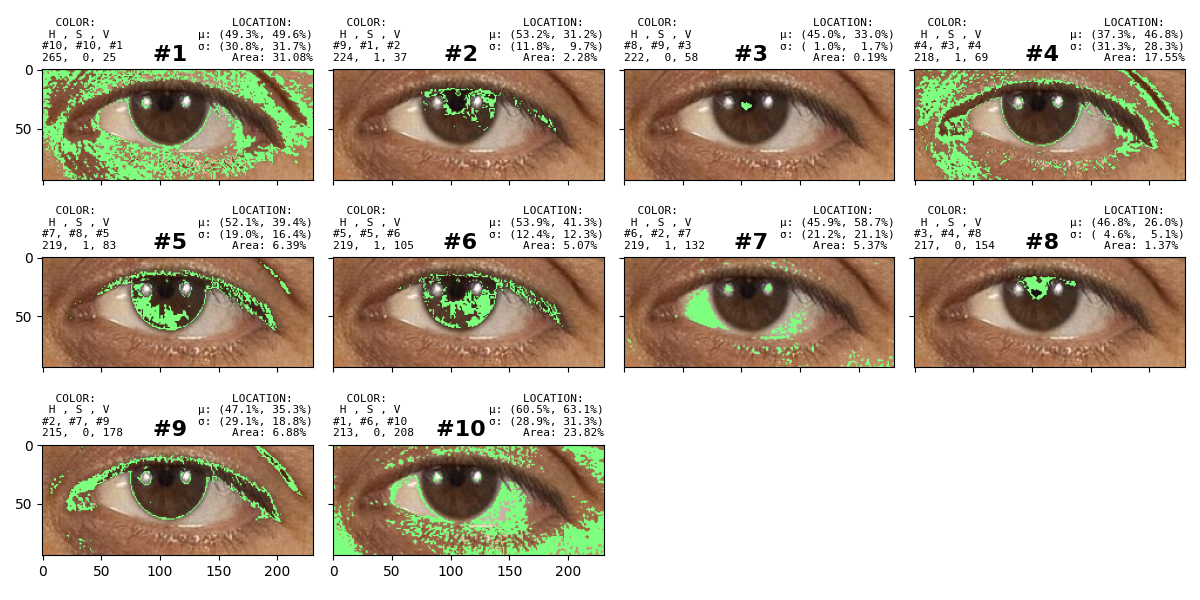 COLOR: LOCATION:
H , S , V μ: (49.3%, 49.6%)
#10, #10, #1 #1 σ: (30.8%, 31.7%)
265, 0, 25 Area: 31.08%
COLOR: LOCATION:
H , S , V μ: (53.2%, 31.2%)
#9, #1, #2 #2 σ: (11.8%, 9.7%)
224, 1, 37 Area: 2.28%
COLOR: LOCATION:
H , S , V μ: (45.0%, 33.0%)
#8, #9, #3 #3 σ: ( 1.0%, 1.7%)
222, 0, 58 Area: 0.19%
COLOR: LOCATION:
H , S , V μ: (37.3%, 46.8%)
#4, #3, #4 #4 σ: (31.3%, 28.3%)
218, 1, 69 Area: 17.55%
0
50
COLOR: LOCATION:
H , S , V μ: (52.1%, 39.4%)
#7, #8, #5 #5 σ: (19.0%, 16.4%)
219, 1, 83 Area: 6.39%
COLOR: LOCATION:
H , S , V μ: (53.9%, 41.3%)
#5, #5, #6 #6 σ: (12.4%, 12.3%)
219, 1, 105 Area: 5.07%
COLOR: LOCATION:
H , S , V μ: (45.9%, 58.7%)
#6, #2, #7 #7 σ: (21.2%, 21.1%)
219, 1, 132 Area: 5.37%
COLOR: LOCATION:
H , S , V μ: (46.8%, 26.0%)
#3, #4, #8 #8 σ: ( 4.6%, 5.1%)
217, 0, 154 Area: 1.37%
0
50
COLOR: LOCATION:
H , S , V μ: (47.1%, 35.3%)
#2, #7, #9 #9 σ: (29.1%, 18.8%)
215, 0, 178 Area: 6.88%
COLOR: LOCATION:
H , S , V μ: (60.5%, 63.1%)
#1, #6, #10 #10 σ: (28.9%, 31.3%)
213, 0, 208 Area: 23.82%
0
50
0 50 100 150 200
0 50 100 150 200